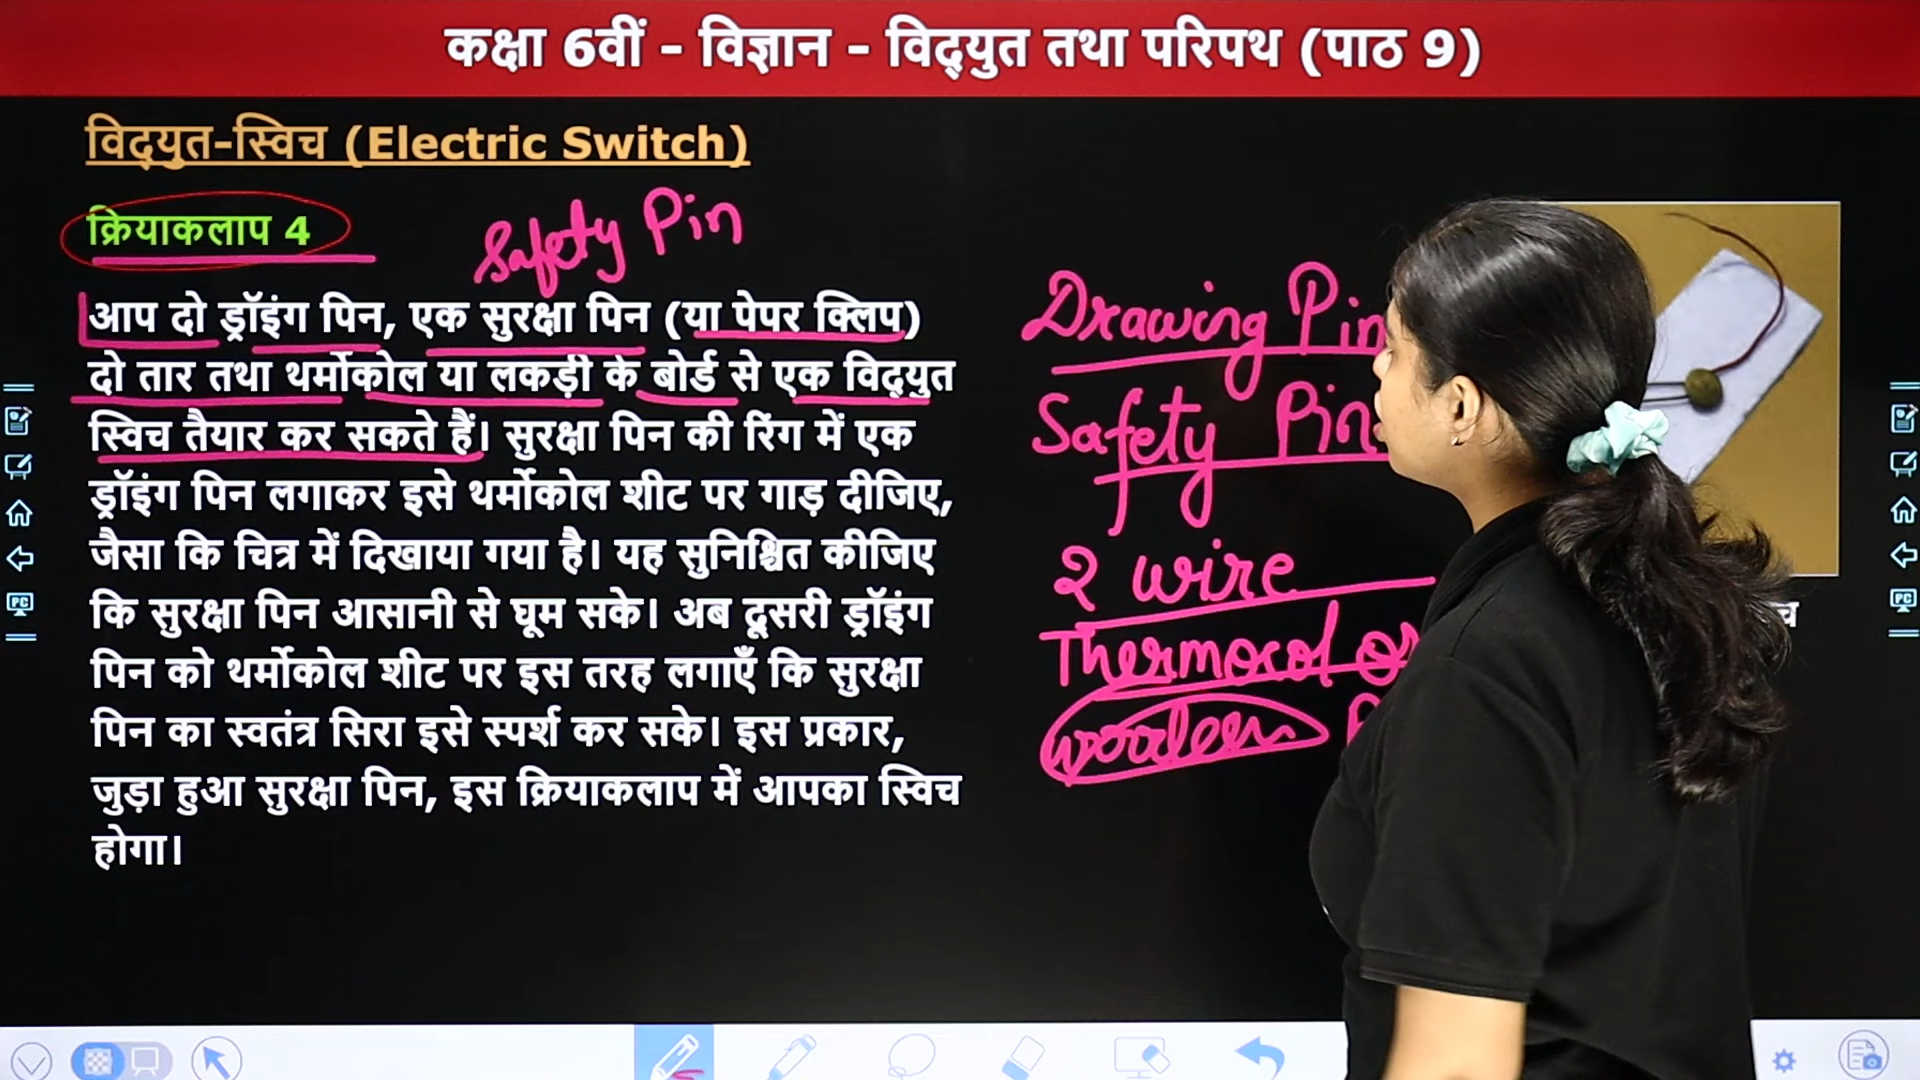 कक्षा 6वीं - विज्ञान - विद्युत तथा परिपथ (पाठ 9)
विद्युत-स्विच (Electric Switch)
क्रियाकलाप 4
Safety Pin
आप दो ड्रॉइंग पिन, एक सुरक्षा पिन (या पेपर क्लिप)
दो तार तथा थर्मोकोल या लकड़ी के बोर्ड से एक विद्युत
स्विच तैयार कर सकते हैं। सुरक्षा पिन की रिंग में एक
ड्रॉइंग पिन लगाकर इसे थर्मोकोल शीट पर गाड़ दीजिए,
जैसा कि चित्र में दिखाया गया है। यह सुनिश्चित कीजिए
कि सुरक्षा पिन आसानी से घूम सके। अब दूसरी ड्रॉइंग
पिन को थर्मोकोल शीट पर इस तरह लगाएँ कि सुरक्षा
पिन का स्वतंत्र सिरा इसे स्पर्श कर सके। इस प्रकार,
जुड़ा हुआ सुरक्षा पिन, इस क्रियाकलाप में आपका स्विच
होगा।
Drawing Pin
Safety Pin
2 wire
Thermocol or
wooden